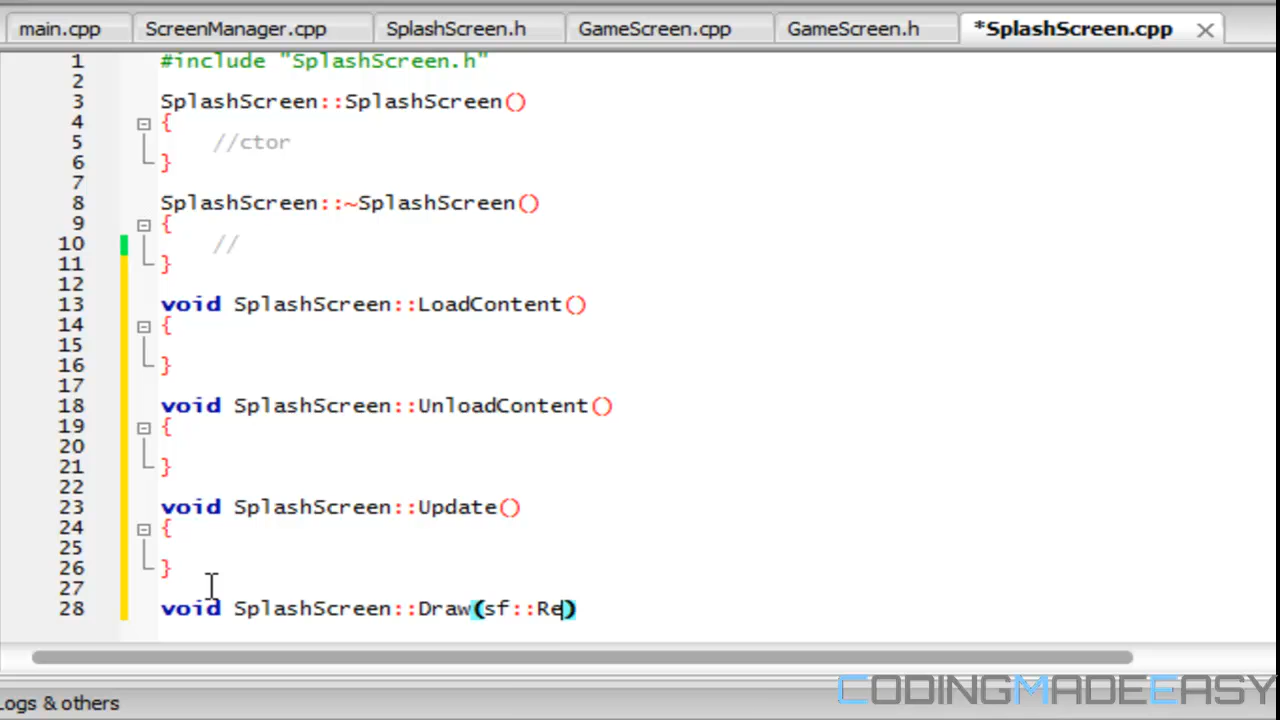 main.cpp ScreenManager.cpp SplashScreen.h GameScreen.cpp GameScreen.h *SplashScreen.cpp
1 #include "SplashScreen.h"
2
3 SplashScreen::SplashScreen()
4 {
5 //ctor
6 }
7
8 SplashScreen::~SplashScreen()
9 {
10 //
11 }
12
13 void SplashScreen::LoadContent()
14 {
15
16 }
17
18 void SplashScreen::UnloadContent()
19 {
20
21 }
22
23 void SplashScreen::Update()
24 {
25
26 }
27
28 void SplashScreen::Draw(sf::Re)
CODINGMADEEASY
Logs & others